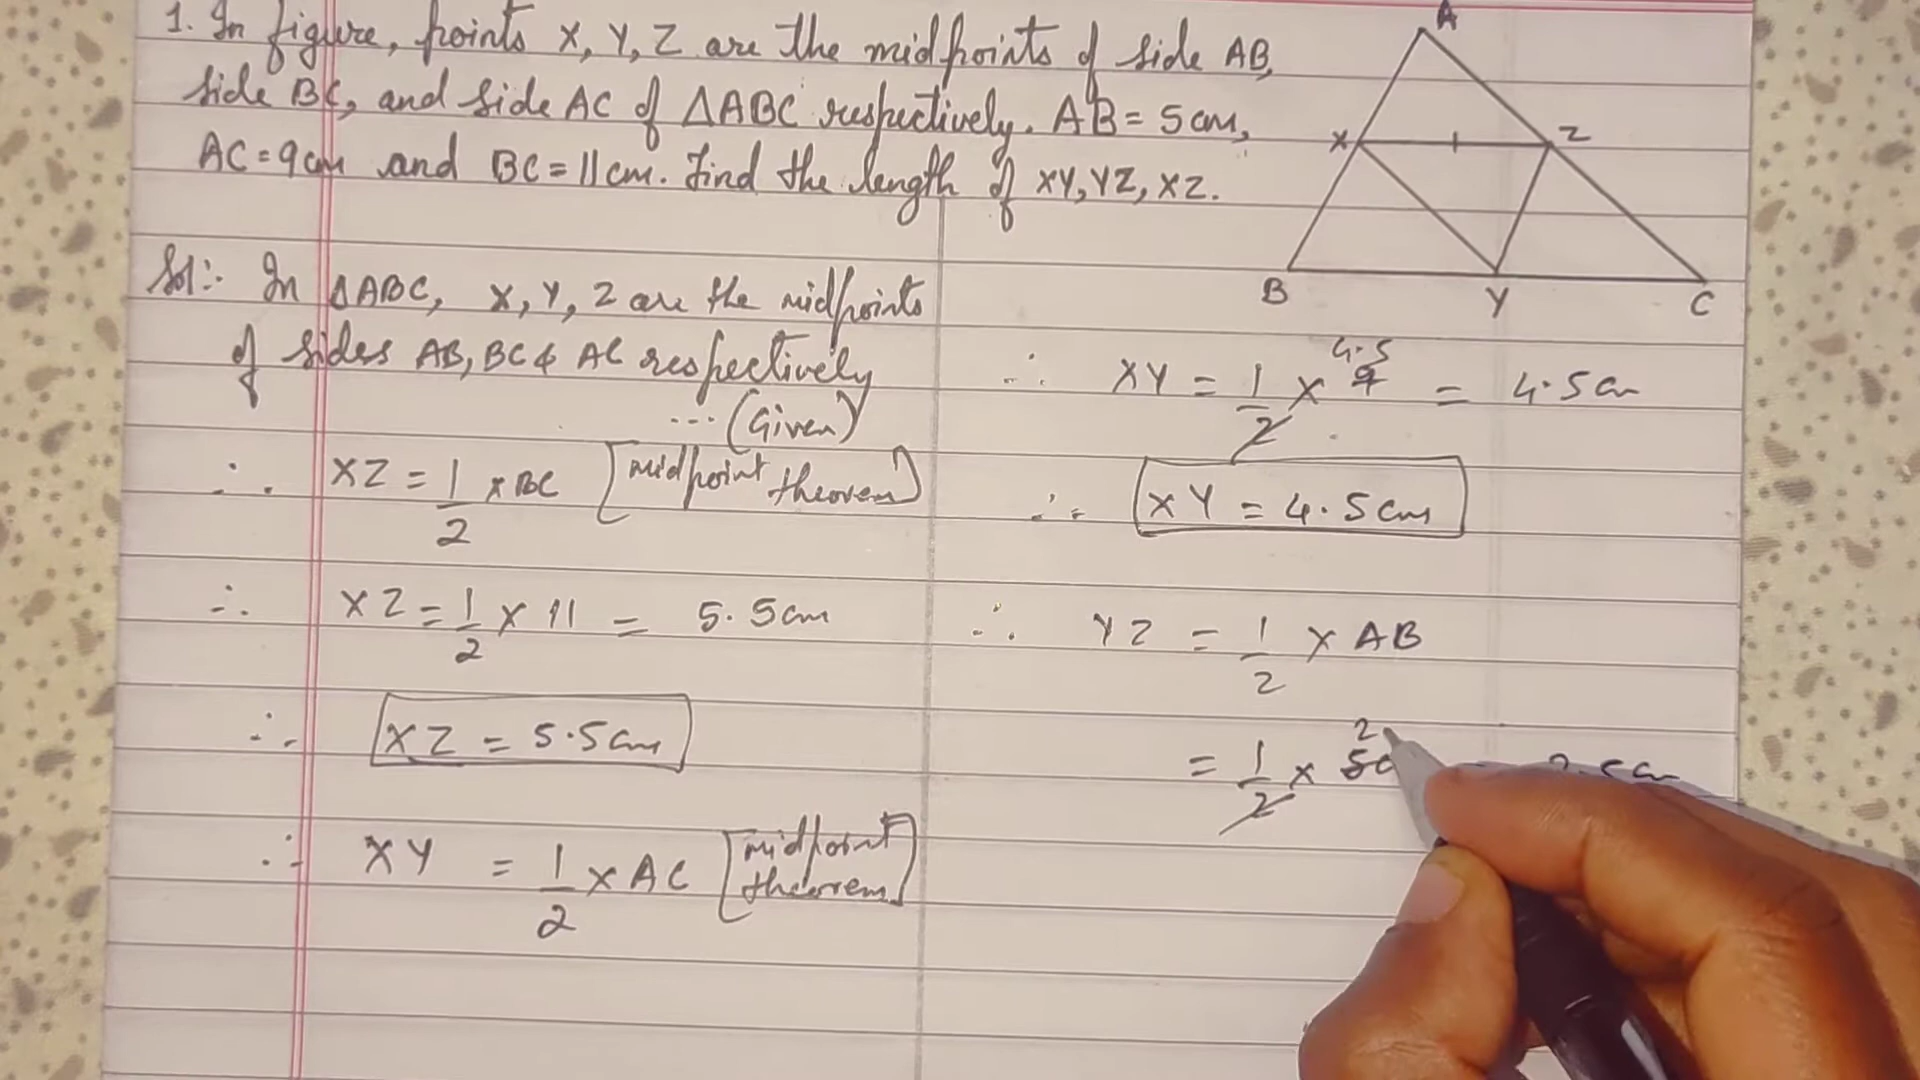 1. In figure, points X, Y, Z are the midpoints of side AB,
side BC, and side AC of ΔABC respectively. AB = 5cm,
AC = 9cm and BC = 11cm. Find the length of XY, YZ, XZ.
A
X
Z
B
Y
C
Sol:- In ΔABC, X, Y, Z are the midpoints
of sides AB, BC & AC respectively
... (Given)
∴ XZ = 1/2 × BC [midpoint theorem]
∴ XZ = 1/2 × 11 = 5.5cm
∴ XZ = 5.5cm
∴ XY = 1/2 × AC [midpoint theorem]
4.5
∴ XY = 1/2 × 9 = 4.5cm
∴ XY = 4.5cm
∴ YZ = 1/2 × AB
2
= 1/2 × 5